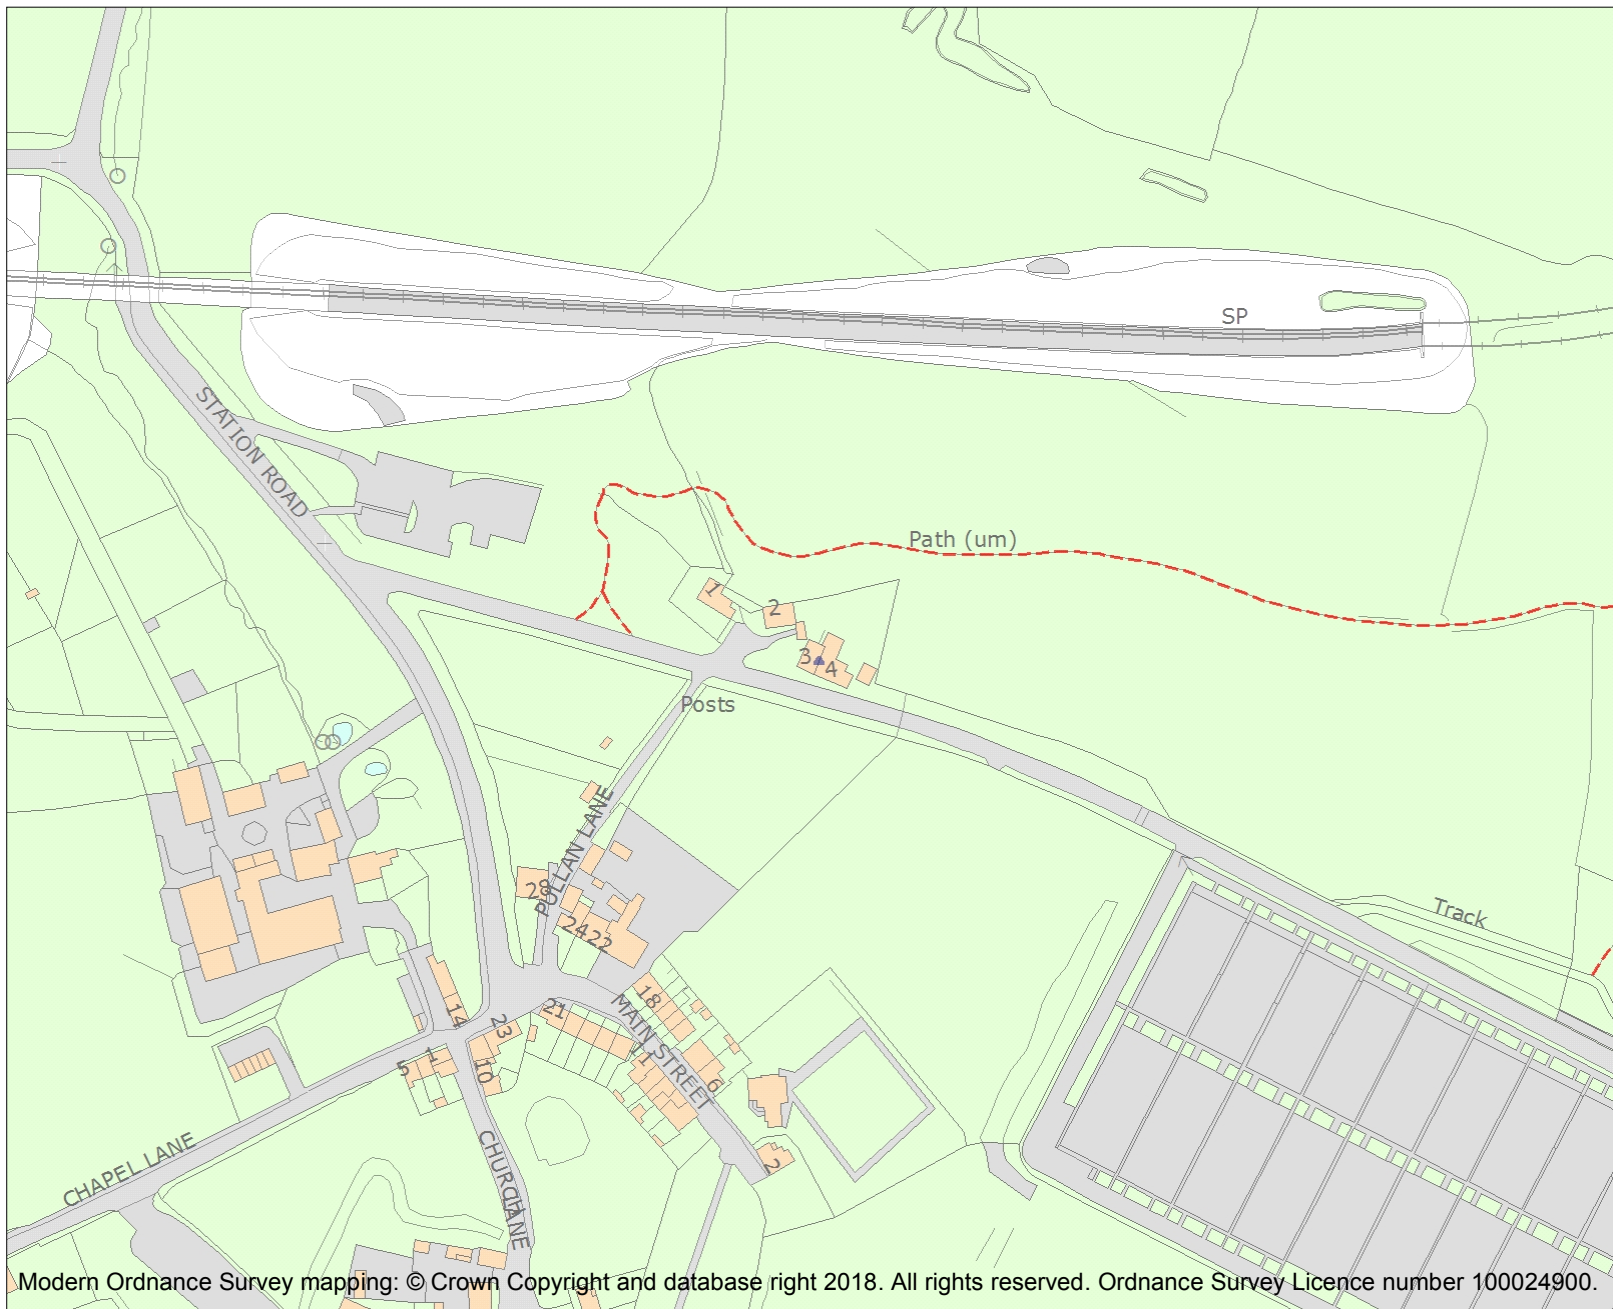 SP
STATION ROAD
Path (um)
1
2
3
4
Posts
PULLAN LANE
28
24
22
Track
18
21
MAIN STREET
14
23
11
6
1
5
10
2
CHAPEL LANE
CHURCH LANE
Modern Ordnance Survey mapping: © Crown Copyright and database right 2018. All rights reserved. Ordnance Survey Licence number 100024900.